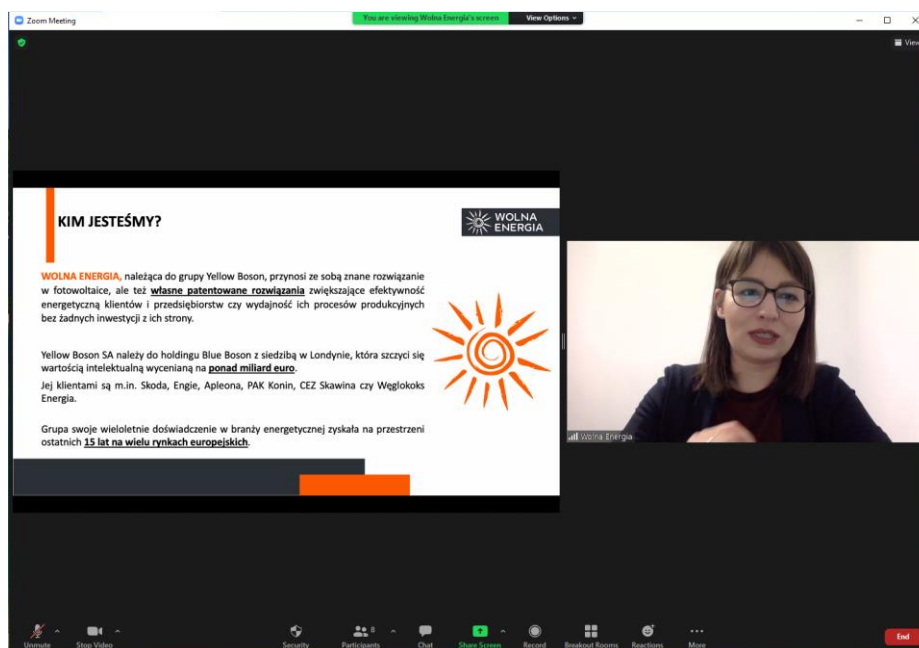 Zoom Meeting
You are viewing Wolna Energia's screen
View Options
View
KIM JESTEŚMY?
WOLNA
ENERGIA
WOLNA ENERGIA, należąca do grupy Yellow Boson, przynosi ze sobą znane rozwiązanie
w fotowoltaice, ale też własne patentowane rozwiązania zwiększające efektywność
energetyczną klientów i przedsiębiorstw czy wydajność ich procesów produkcyjnych
bez żadnych inwestycji z ich strony.
Yellow Boson SA należy do holdingu Blue Boson z siedzibą w Londynie, która szczyci się
wartością intelektualną wycenianą na ponad miliard euro.
Jej klientami są m.in. Skoda, Engie, Apleona, PAK Konin, CEZ Skawina czy Węglokoks
Energia.
Grupa swoje wieloletnie doświadczenie w branży energetycznej zyskała na przestrzeni
ostatnich 15 lat na wielu rynkach europejskich.
Wolna Energia
Unmute
Stop Video
Security
Participants
8
Chat
Share Screen
Record
Breakout Rooms
Reactions
More
End